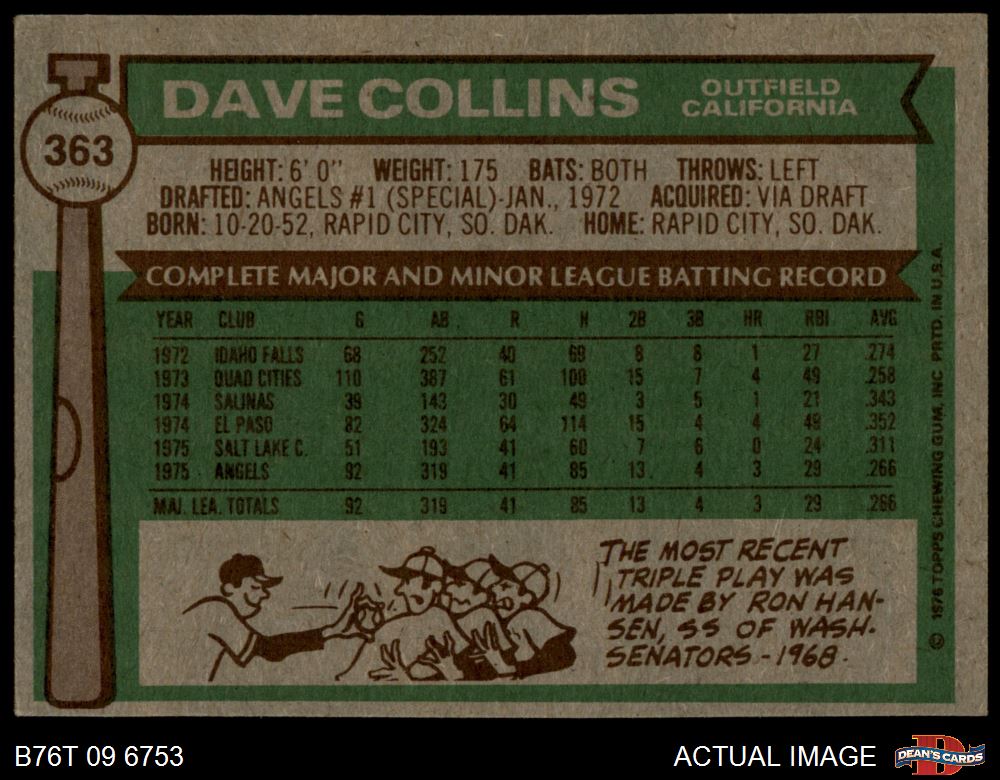 363
DAVE COLLINS
OUTFIELD
CALIFORNIA
HEIGHT: 6' 0" WEIGHT: 175 BATS: BOTH THROWS: LEFT
DRAFTED: ANGELS #1 (SPECIAL)-JAN., 1972 ACQUIRED: VIA DRAFT
BORN: 10-20-52, RAPID CITY, SO. DAK. HOME: RAPID CITY, SO. DAK.
COMPLETE MAJOR AND MINOR LEAGUE BATTING RECORD
YEAR CLUB G AB R H 2B 3B HR RBI AVG
1972 IDAHO FALLS 68 252 40 69 8 8 1 27 .274
1973 QUAD CITIES 110 387 61 100 15 7 4 49 .258
1974 SALINAS 39 143 30 49 3 5 1 21 .343
1974 EL PASO 82 324 64 114 15 4 4 49 .352
1975 SALT LAKE C. 51 193 41 60 7 6 0 24 .311
1975 ANGELS 92 319 41 85 13 4 3 29 .266
MAJ. LEA. TOTALS 92 319 41 85 13 4 3 29 .266
THE MOST RECENT
TRIPLE PLAY WAS
MADE BY RON HAN-
SEN, SS OF WASH.
SENATORS.-1968.
© 1976 TOPPS CHEWING GUM, INC PRTD. IN U.S.A.
B76T 09 6753
ACTUAL IMAGE
D
DEAN'S CARDS